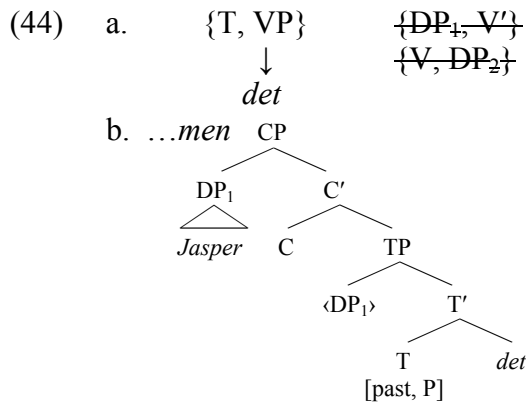 (44) a. {T, VP} {DP₁, V′}
↓ {V, DP₂}
det
b. …men CP
DP₁ C′
Jasper C TP
‹DP₁› T′
T det
[past, P]